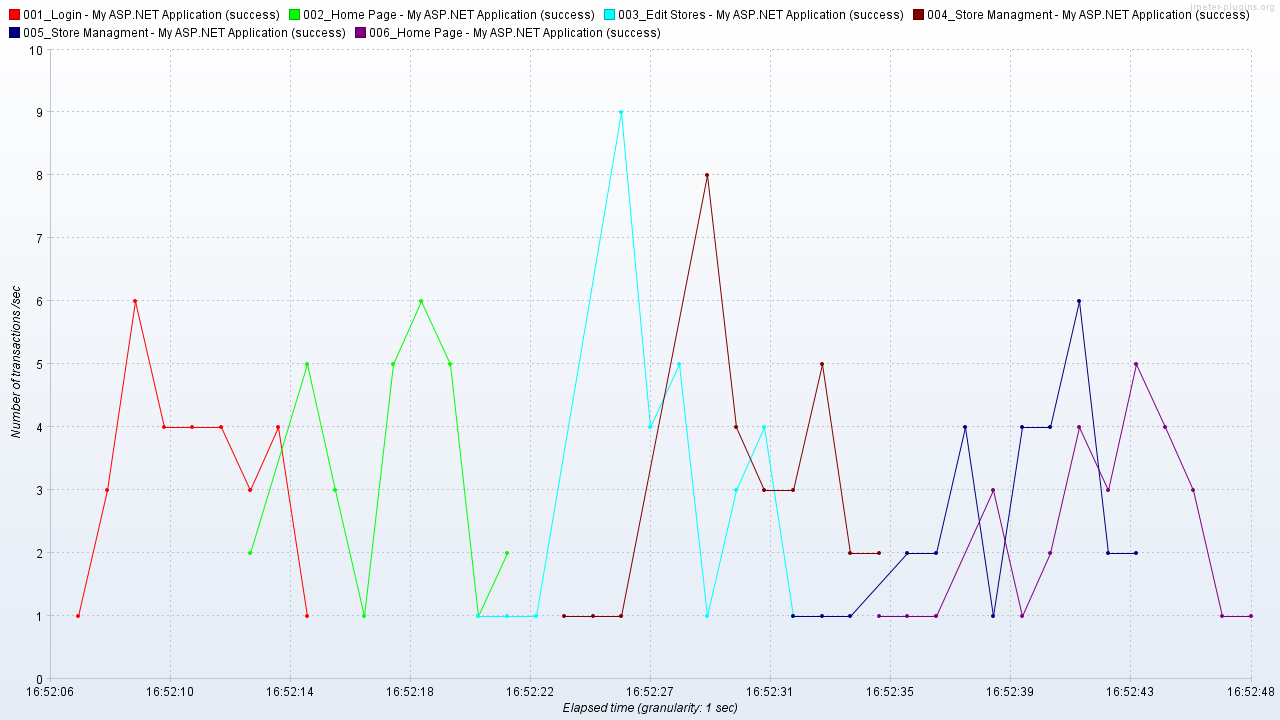 jmeter-plugins.org
001_Login - My ASP.NET Application (success) 002_Home Page - My ASP.NET Application (success) 003_Edit Stores - My ASP.NET Application (success) 004_Store Managment - My ASP.NET Application (success)
005_Store Managment - My ASP.NET Application (success) 006_Home Page - My ASP.NET Application (success)
10
9
8
7
6
5
4
3
2
1
0
Number of transactions /sec
16:52:06 16:52:10 16:52:14 16:52:18 16:52:22 16:52:27 16:52:31 16:52:35 16:52:39 16:52:43 16:52:48
Elapsed time (granularity: 1 sec)